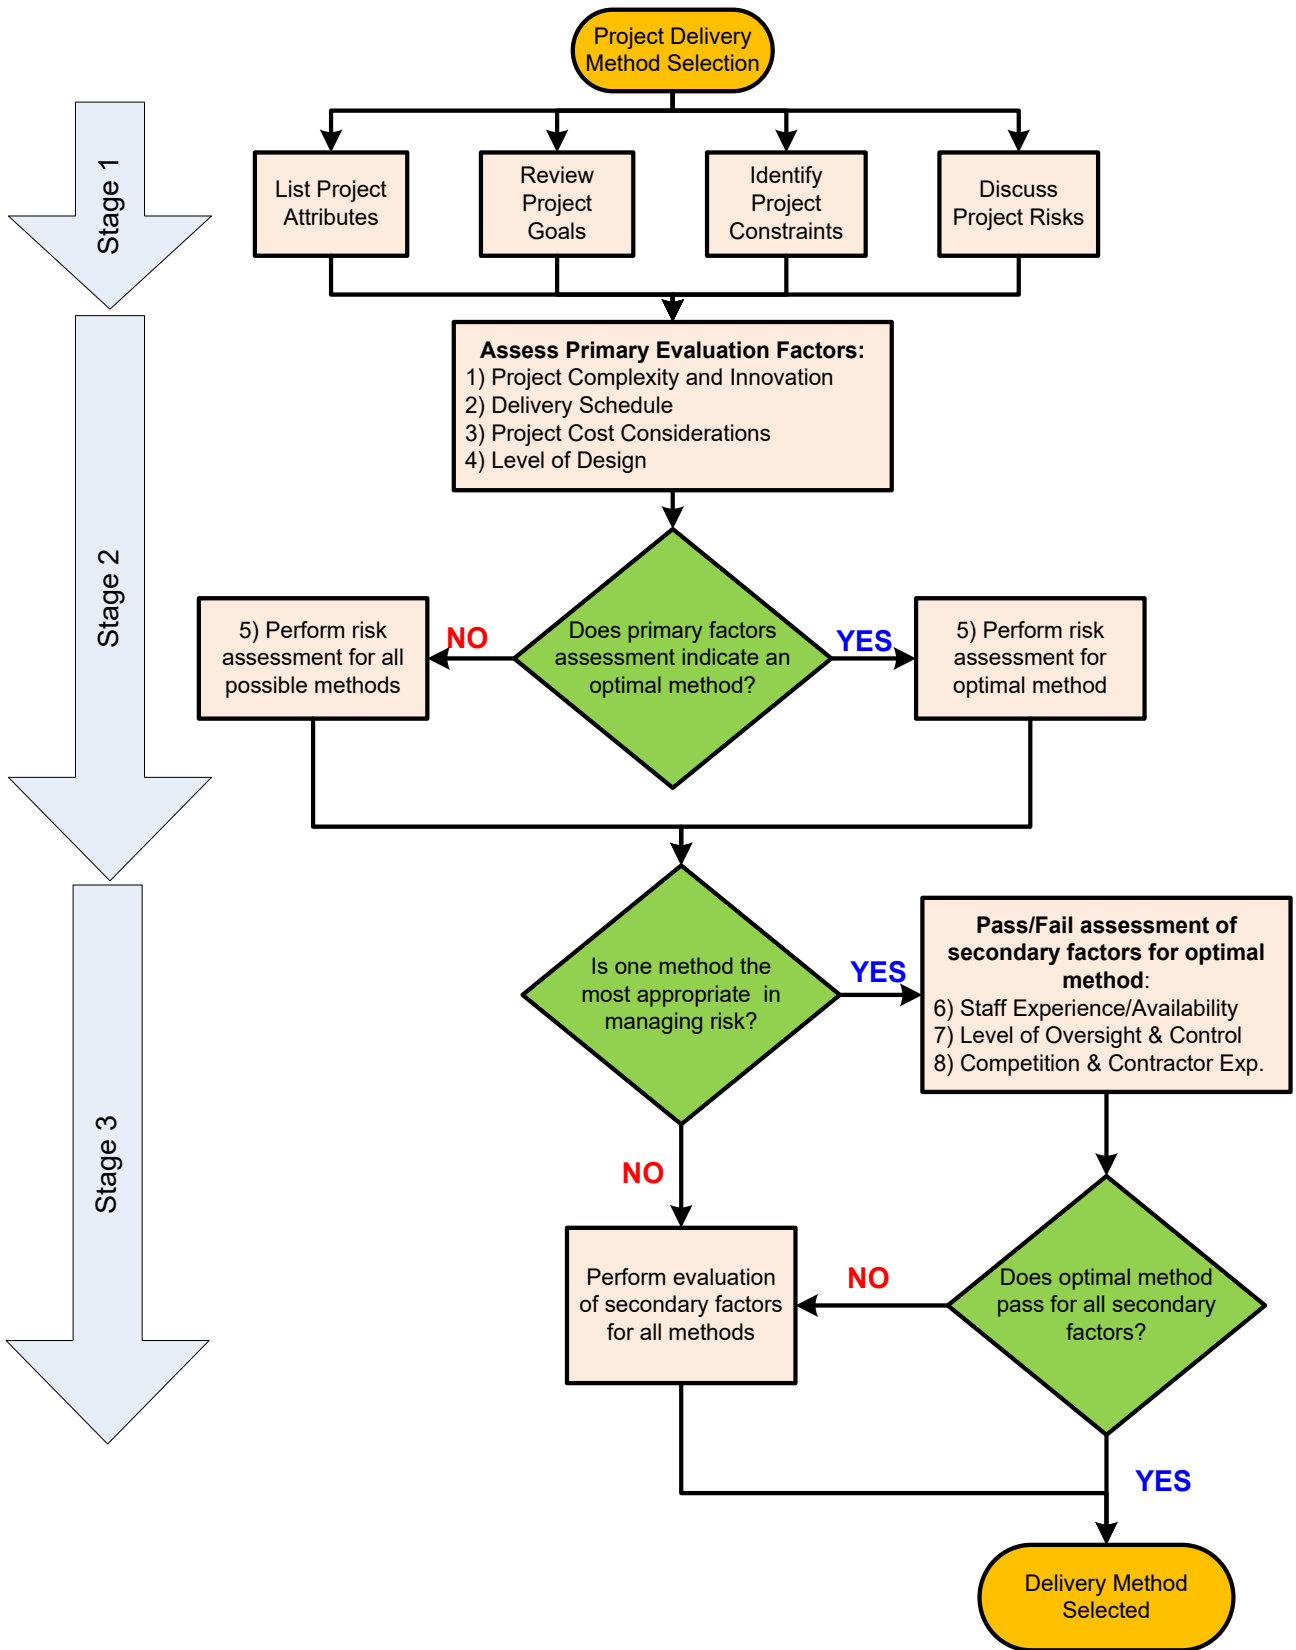 Project Delivery
Method Selection
Stage 1
List Project
Attributes
Review
Project
Goals
Identify
Project
Constraints
Discuss
Project Risks
Assess Primary Evaluation Factors:
1) Project Complexity and Innovation
2) Delivery Schedule
3) Project Cost Considerations
4) Level of Design
Stage 2
5) Perform risk
assessment for all
possible methods
NO
Does primary factors
assessment indicate an
optimal method?
YES
5) Perform risk
assessment for
optimal method
Stage 3
Is one method the
most appropriate  in
managing risk?
YES
Pass/Fail assessment of
secondary factors for optimal
method:
6) Staff Experience/Availability
7) Level of Oversight & Control
8) Competition & Contractor Exp.
NO
Perform evaluation
of secondary factors
for all methods
NO
Does optimal method
pass for all secondary
factors?
YES
Delivery Method
Selected